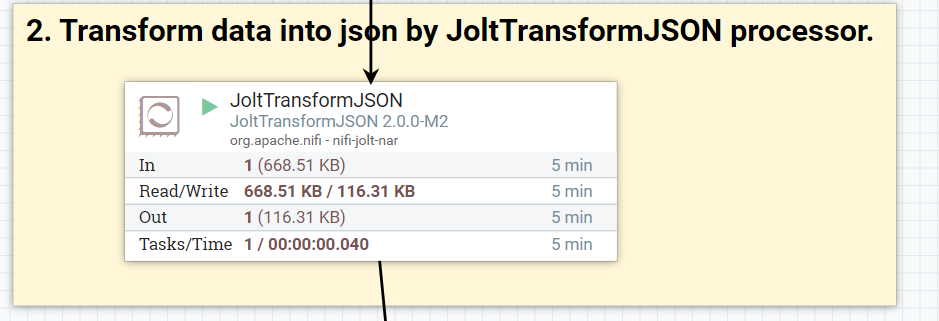 2. Transform data into json by JoltTransformJSON processor.
JoltTransformJSON
JoltTransformJSON 2.0.0-M2
org.apache.nifi - nifi-jolt-nar
In 1 (668.51 KB) 5 min
Read/Write 668.51 KB / 116.31 KB 5 min
Out 1 (116.31 KB) 5 min
Tasks/Time 1 / 00:00:00.040 5 min